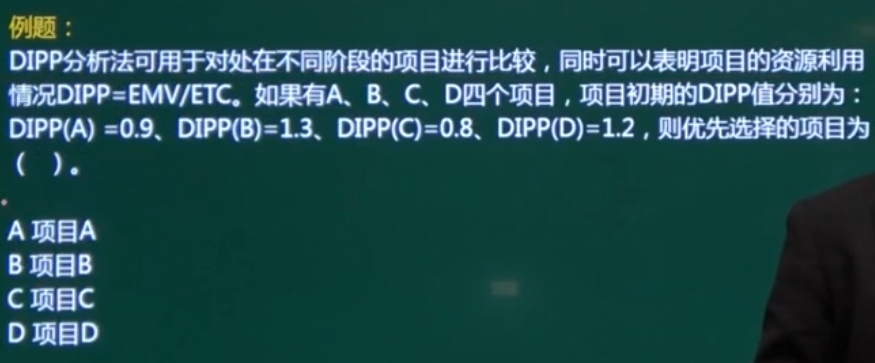 例题：
DIPP分析法可用于对处在不同阶段的项目进行比较，同时可以表明项目的资源利用
情况DIPP=EMV/ETC。如果有A、B、C、D四个项目，项目初期的DIPP值分别为：
DIPP(A) =0.9、DIPP(B)=1.3、DIPP(C)=0.8、DIPP(D)=1.2，则优先选择的项目为
（　）。
A 项目A
B 项目B
C 项目C
D 项目D